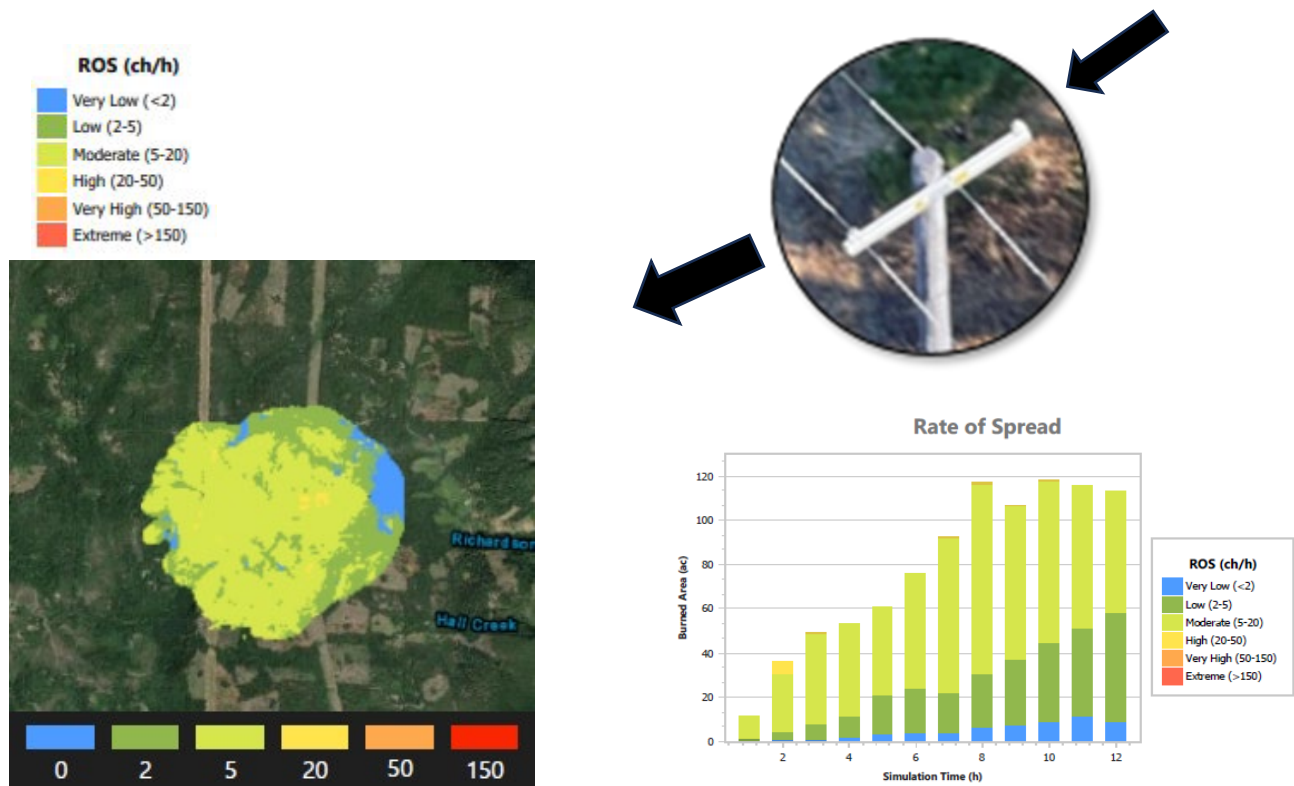 ROS (ch/h)
Very Low (<2)
Low (2-5)
Moderate (5-20)
High (20-50)
Very High (50-150)
Extreme (>150)
Richardson
Hall Creek
0 2 5 20 50 150
Rate of Spread
Burned Area (ac)
120
100
80
60
40
20
0
2 4 6 8 10 12
Simulation Time (h)
ROS (ch/h)
Very Low (<2)
Low (2-5)
Moderate (5-20)
High (20-50)
Very High (50-150)
Extreme (>150)